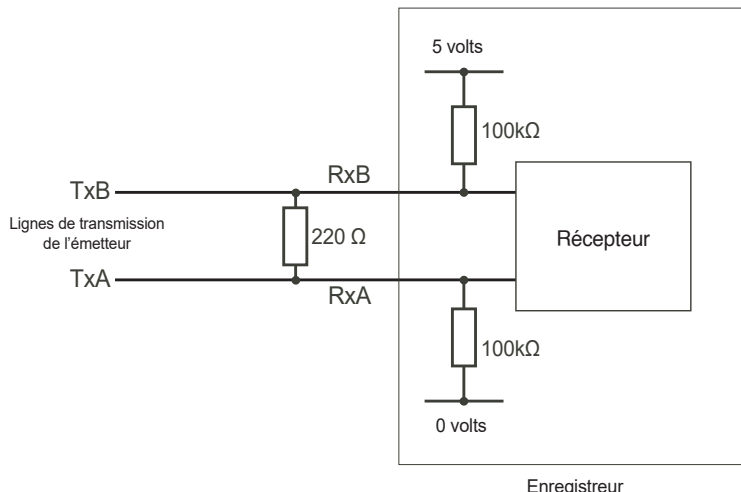 5 volts
100kΩ
RxB
TxB
Lignes de transmission
de l'émetteur
220 Ω
Récepteur
TxA
RxA
100kΩ
0 volts
Enregistreur